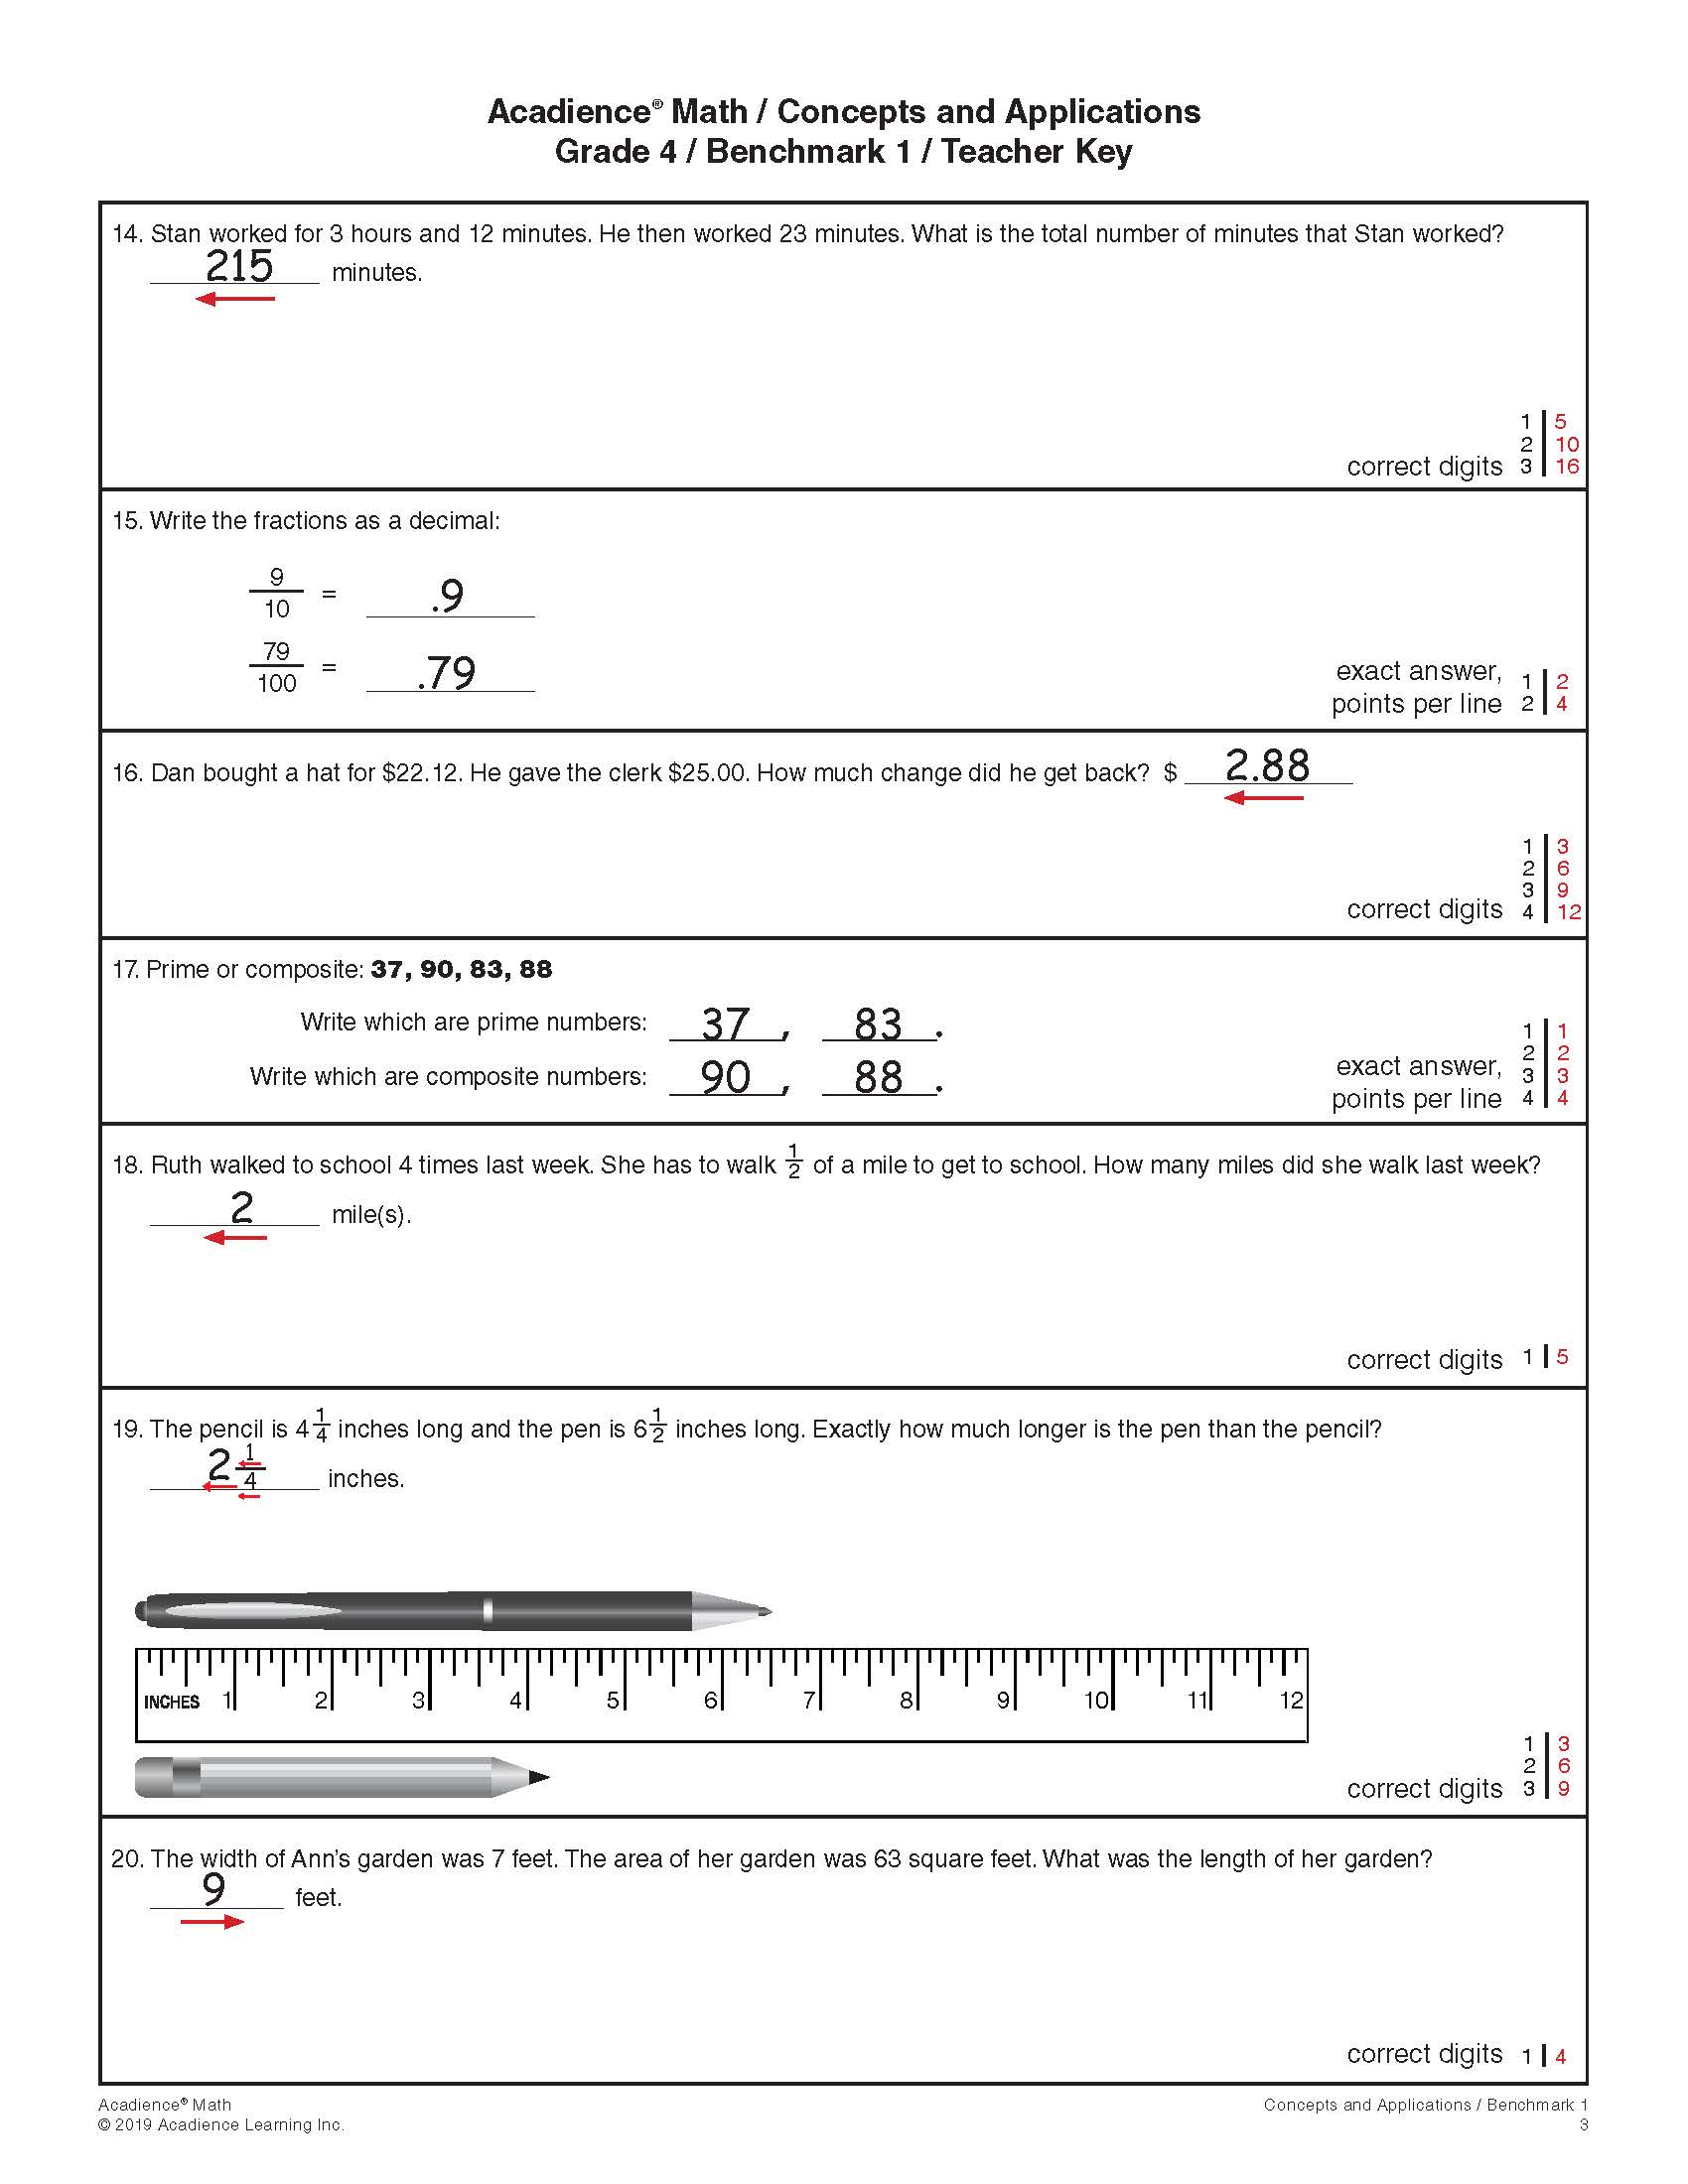 Acadience® Math / Concepts and Applications
Grade 4 / Benchmark 1 / Teacher Key
14. Stan worked for 3 hours and 12 minutes. He then worked 23 minutes. What is the total number of minutes that Stan worked?
215 minutes.
1 5
2 10
correct digits 3 16
15. Write the fractions as a decimal:
9/10 = .9
79/100 = .79
exact answer, 1 2
points per line 2 4
16. Dan bought a hat for $22.12. He gave the clerk $25.00. How much change did he get back? $ 2.88
1 3
2 6
3 9
correct digits 4 12
17. Prime or composite: 37, 90, 83, 88
Write which are prime numbers: 37, 83.
Write which are composite numbers: 90, 88.
1 1
2 2
exact answer, 3 3
points per line 4 4
18. Ruth walked to school 4 times last week. She has to walk 1/2 of a mile to get to school. How many miles did she walk last week?
2 mile(s).
correct digits 1 5
19. The pencil is 4 1/4 inches long and the pen is 6 1/2 inches long. Exactly how much longer is the pen than the pencil?
2 1/4 inches.
INCHES 1 2 3 4 5 6 7 8 9 10 11 12
1 3
2 6
correct digits 3 9
20. The width of Ann's garden was 7 feet. The area of her garden was 63 square feet. What was the length of her garden?
9 feet.
correct digits 1 4
Acadience® Math
© 2019 Acadience Learning Inc.
Concepts and Applications / Benchmark 1
3